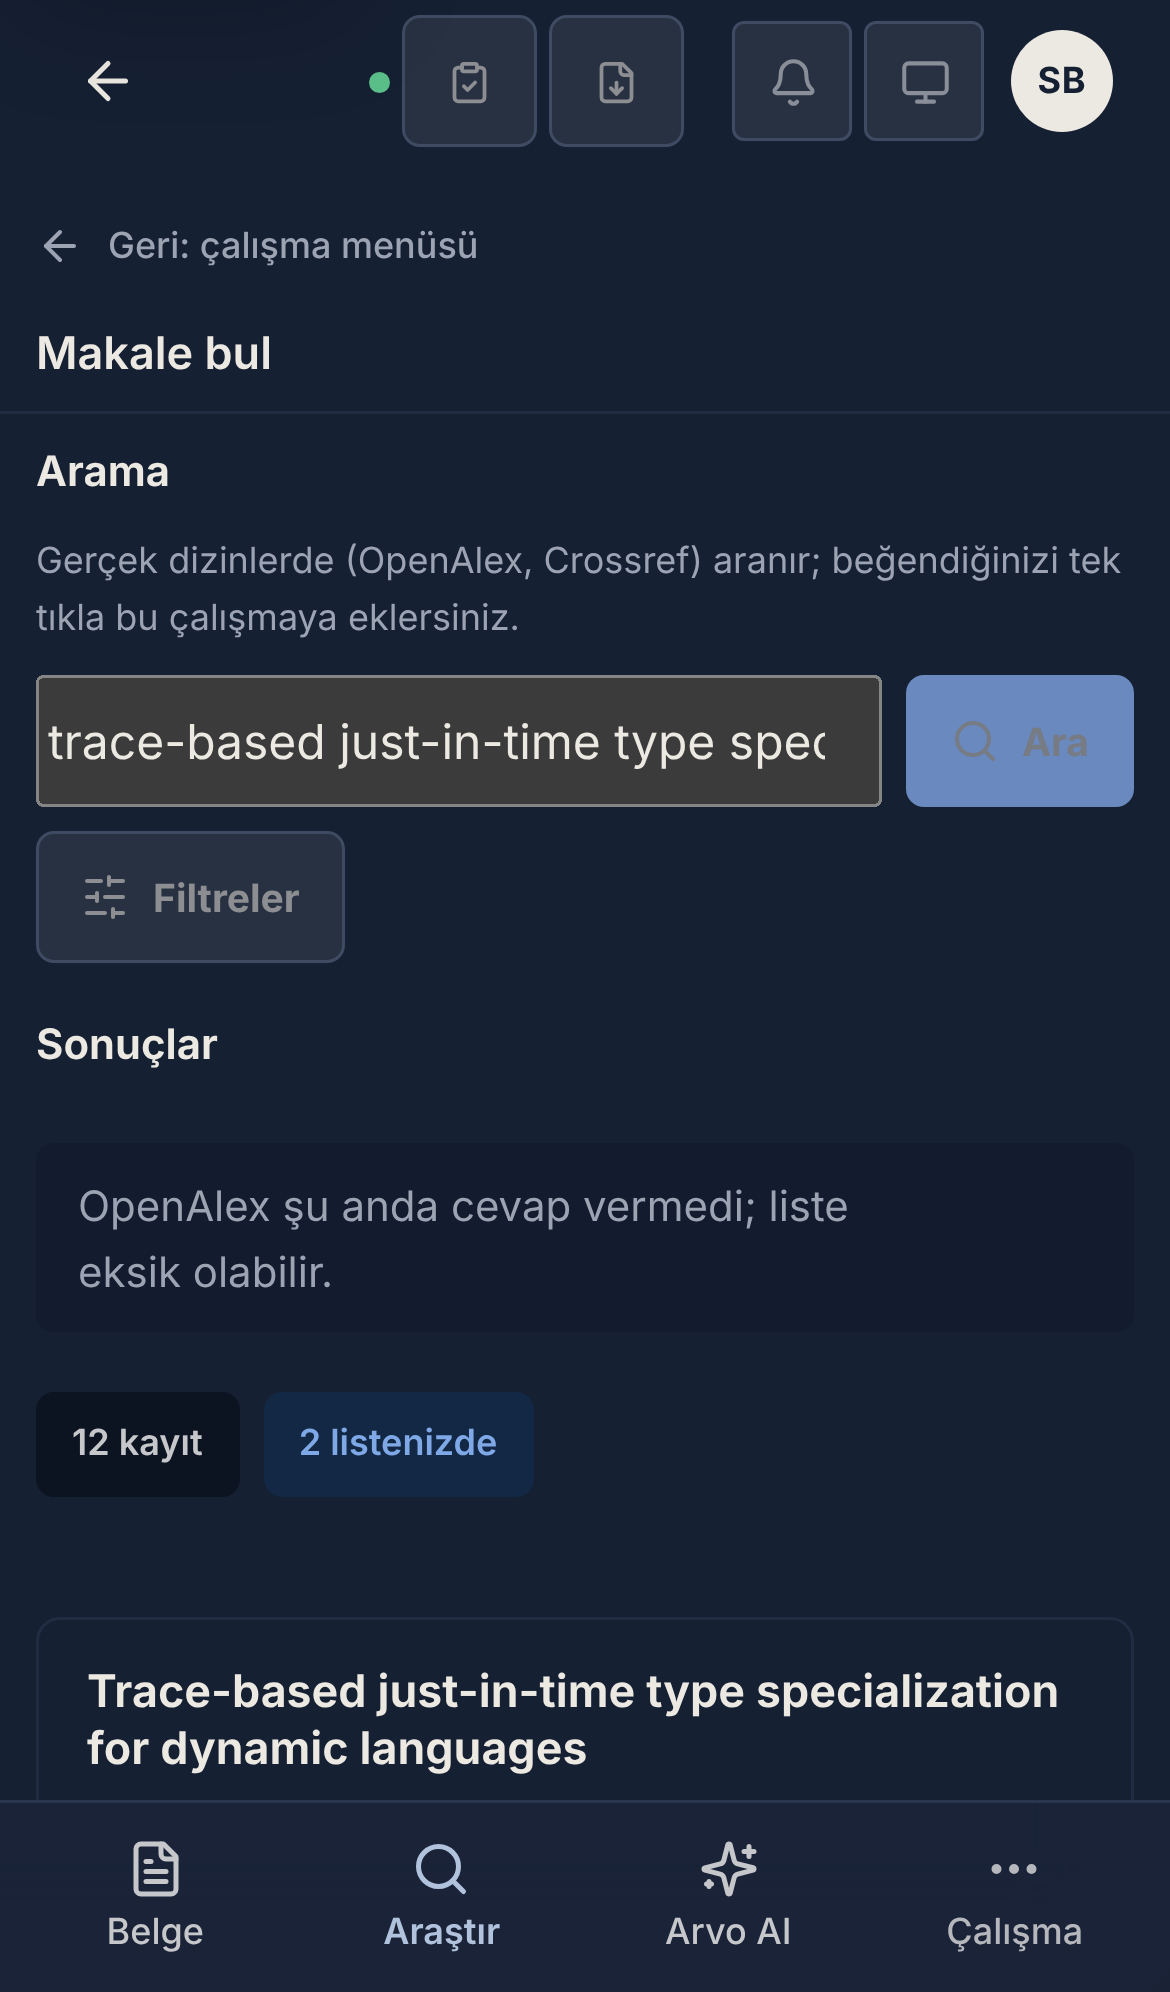 SB
Geri: çalışma menüsü
Makale bul
Arama
Gerçek dizinlerde (OpenAlex, Crossref) aranır; beğendiğinizi tek
tıkla bu çalışmaya eklersiniz.
trace-based just-in-time type spec
Ara
Filtreler
Sonuçlar
OpenAlex şu anda cevap vermedi; liste
eksik olabilir.
12 kayıt
2 listenizde
Trace-based just-in-time type specialization
for dynamic languages
Belge
Araştır
Arvo AI
Çalışma